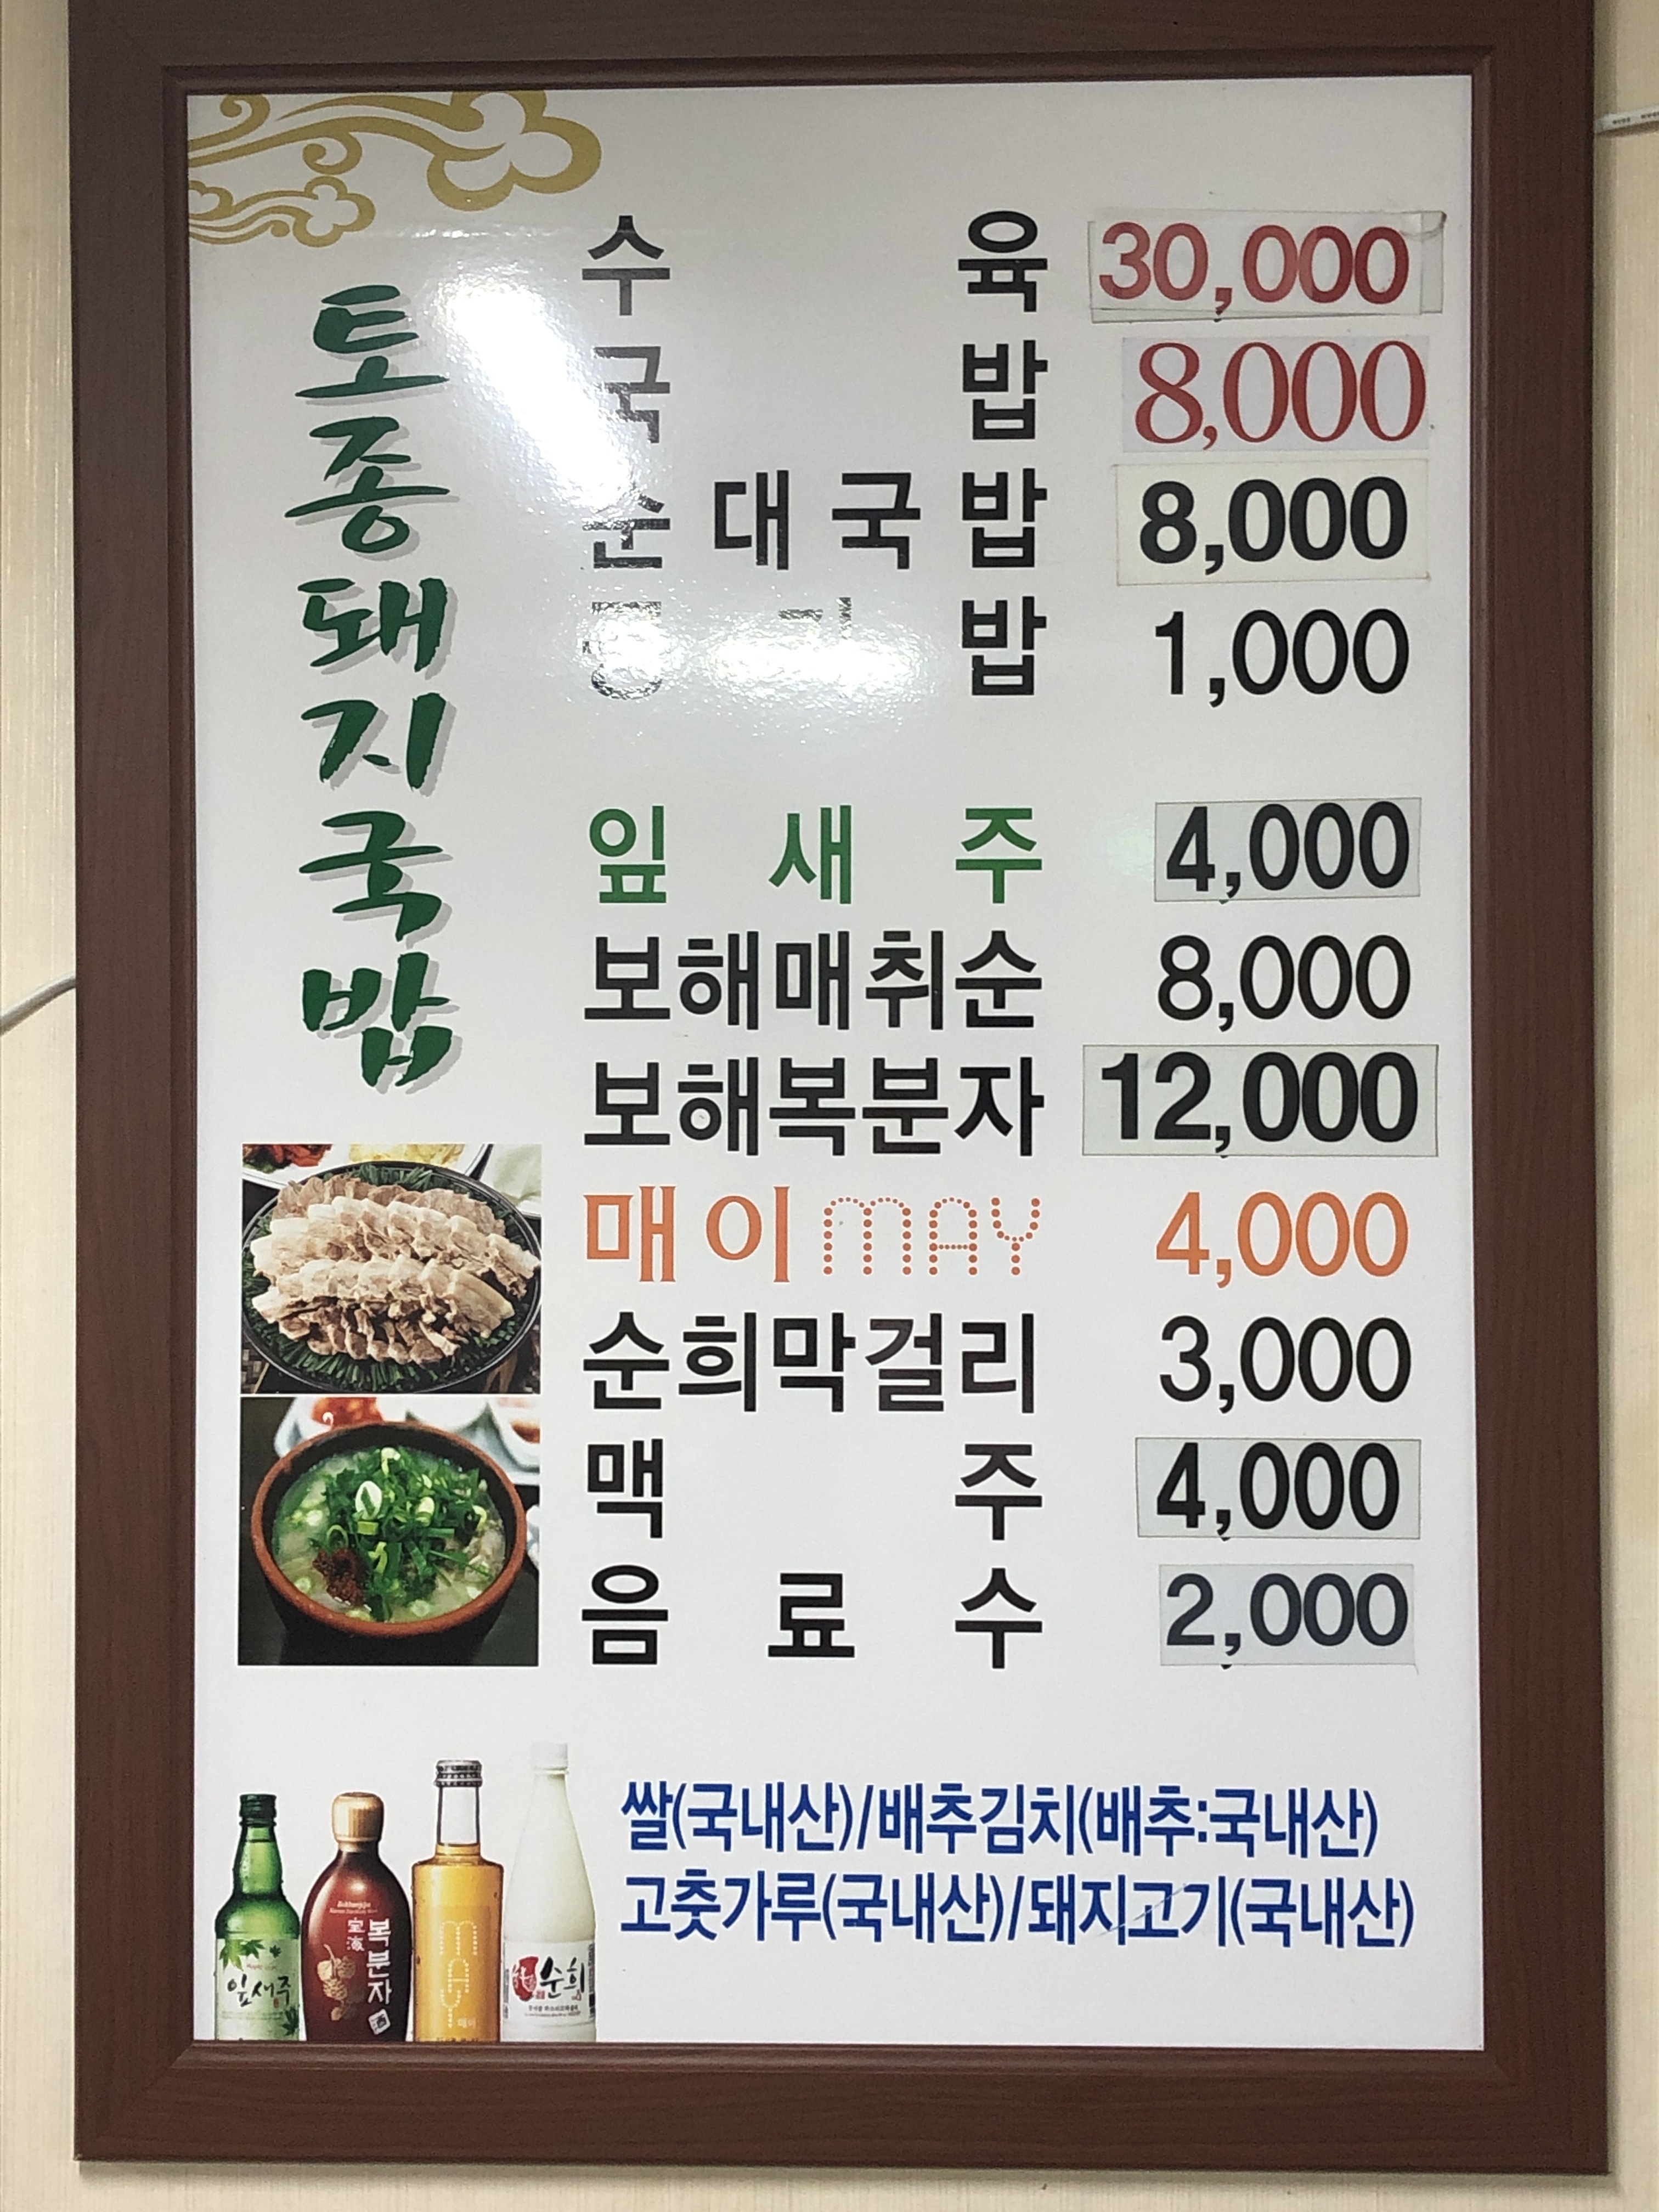 토종돼지국밥
수 육 30,000
국 밥 8,000
순 대 국 밥 8,000
공 기 밥 1,000
잎 새 주 4,000
보해매취순 8,000
보해복분자 12,000
매이 MAY 4,000
순희막걸리 3,000
맥 주 4,000
음 료 수 2,000
쌀(국내산)/배추김치(배추:국내산)
고춧가루(국내산)/돼지고기(국내산)
잎새주
복분자
may
순희